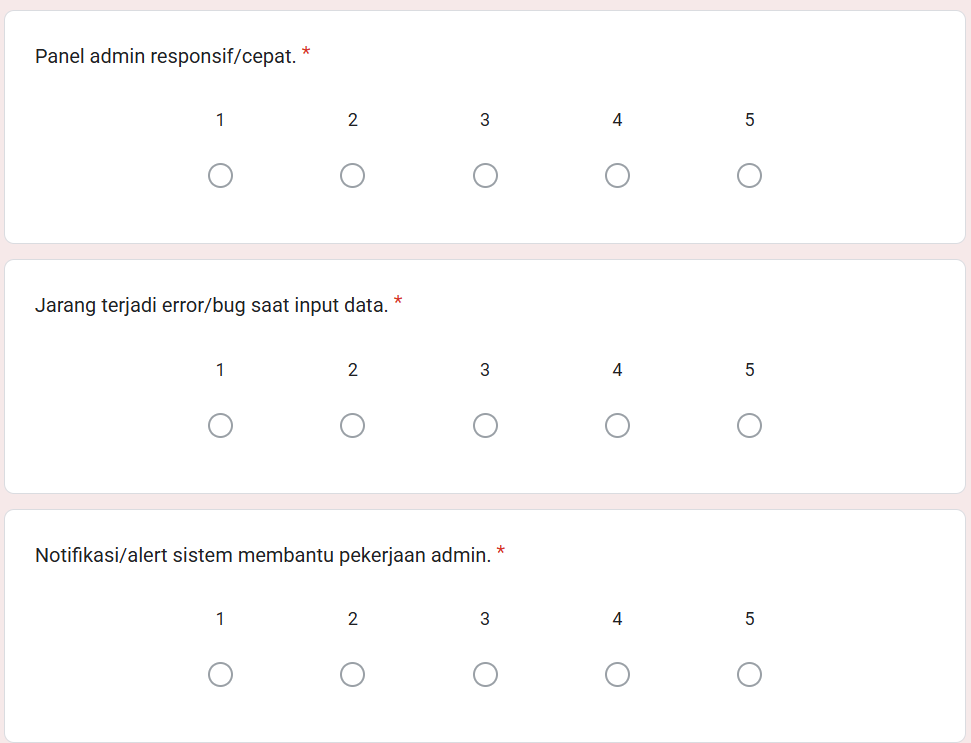 Panel admin responsif/cepat. *
1 2 3 4 5
Jarang terjadi error/bug saat input data. *
1 2 3 4 5
Notifikasi/alert sistem membantu pekerjaan admin. *
1 2 3 4 5